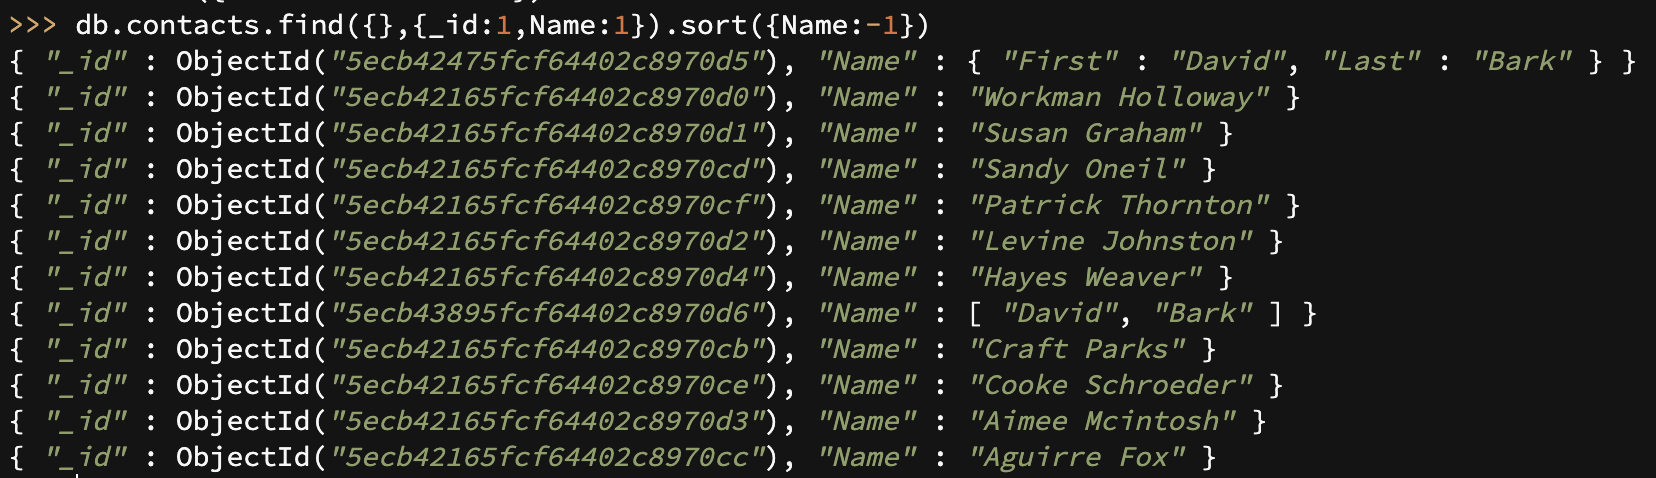 >>> db.contacts.find({},{_id:1,Name:1}).sort({Name:-1})
{ "_id" : ObjectId("5ecb42475fcf64402c8970d5"), "Name" : { "First" : "David", "Last" : "Bark" } }
{ "_id" : ObjectId("5ecb42165fcf64402c8970d0"), "Name" : "Workman Holloway" }
{ "_id" : ObjectId("5ecb42165fcf64402c8970d1"), "Name" : "Susan Graham" }
{ "_id" : ObjectId("5ecb42165fcf64402c8970cd"), "Name" : "Sandy Oneil" }
{ "_id" : ObjectId("5ecb42165fcf64402c8970cf"), "Name" : "Patrick Thornton" }
{ "_id" : ObjectId("5ecb42165fcf64402c8970d2"), "Name" : "Levine Johnston" }
{ "_id" : ObjectId("5ecb42165fcf64402c8970d4"), "Name" : "Hayes Weaver" }
{ "_id" : ObjectId("5ecb43895fcf64402c8970d6"), "Name" : [ "David", "Bark" ] }
{ "_id" : ObjectId("5ecb42165fcf64402c8970cb"), "Name" : "Craft Parks" }
{ "_id" : ObjectId("5ecb42165fcf64402c8970ce"), "Name" : "Cooke Schroeder" }
{ "_id" : ObjectId("5ecb42165fcf64402c8970d3"), "Name" : "Aimee Mcintosh" }
{ "_id" : ObjectId("5ecb42165fcf64402c8970cc"), "Name" : "Aguirre Fox" }